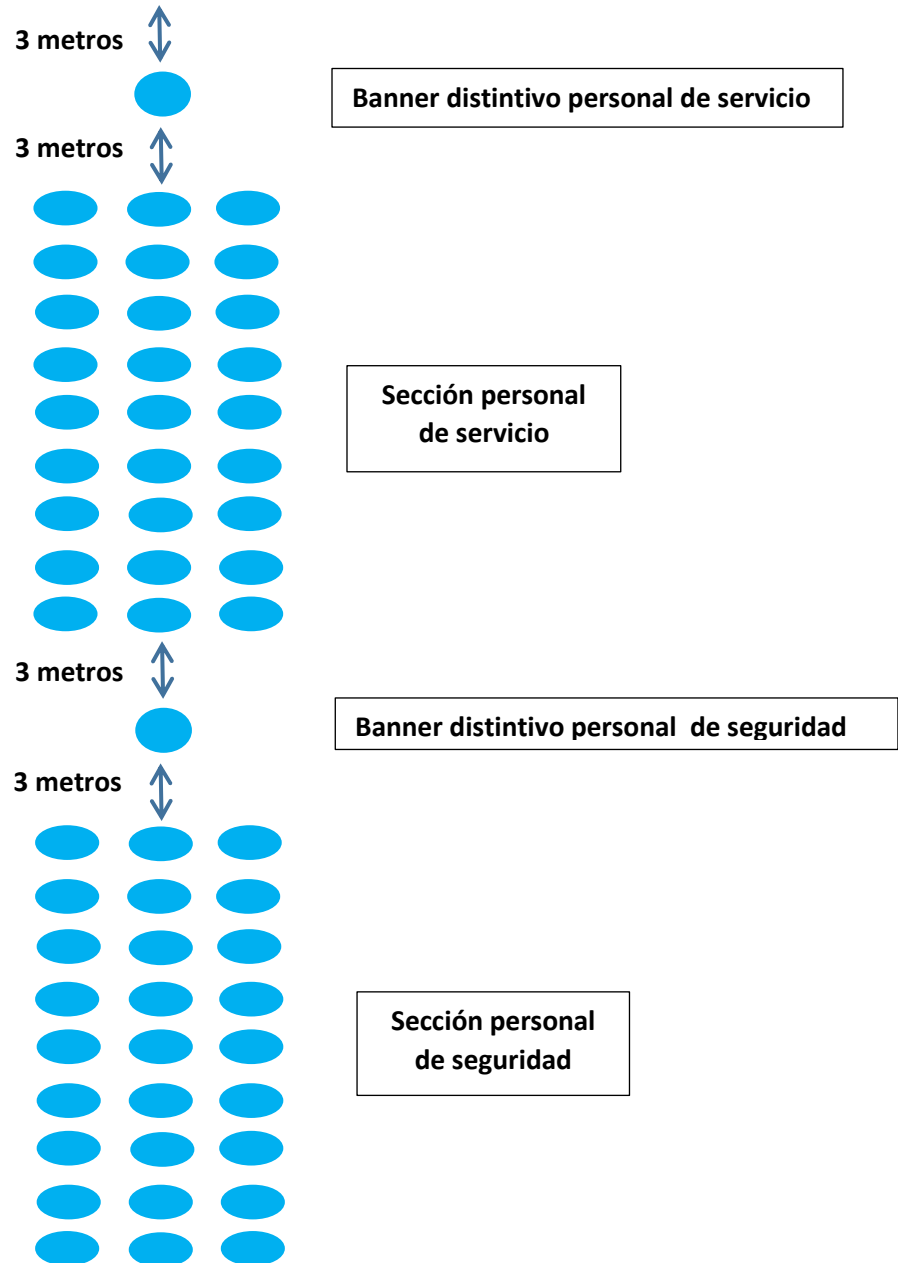 3 metros
Banner distintivo personal de servicio
3 metros
Sección personal
de servicio
3 metros
Banner distintivo personal  de seguridad
3 metros
Sección personal
de seguridad